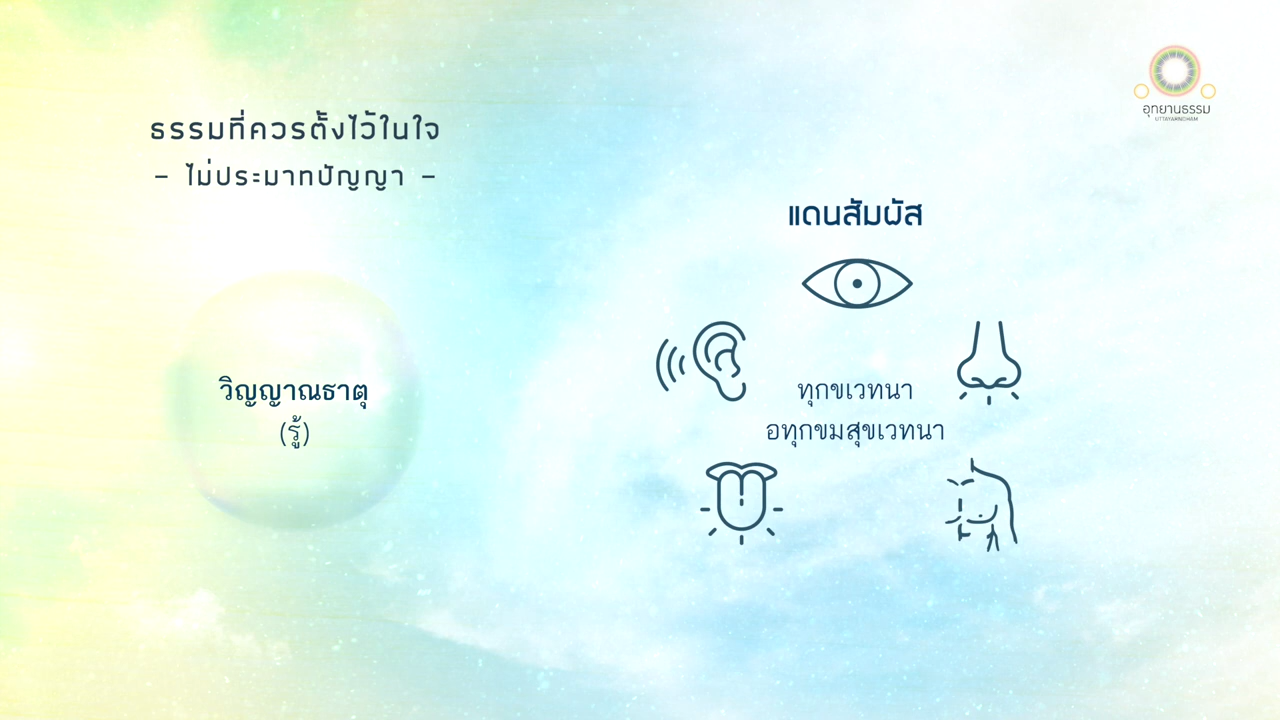 ธรรมที่ควรตั้งไว้ในใจ
– ไม่ประมาทปัญญา –
อุทยานธรรม
UTTAYARNDHAM
แดนสัมผัส
วิญญาณธาตุ
(รู้)
ทุกขเวทนา
อทุกขมสุขเวทนา